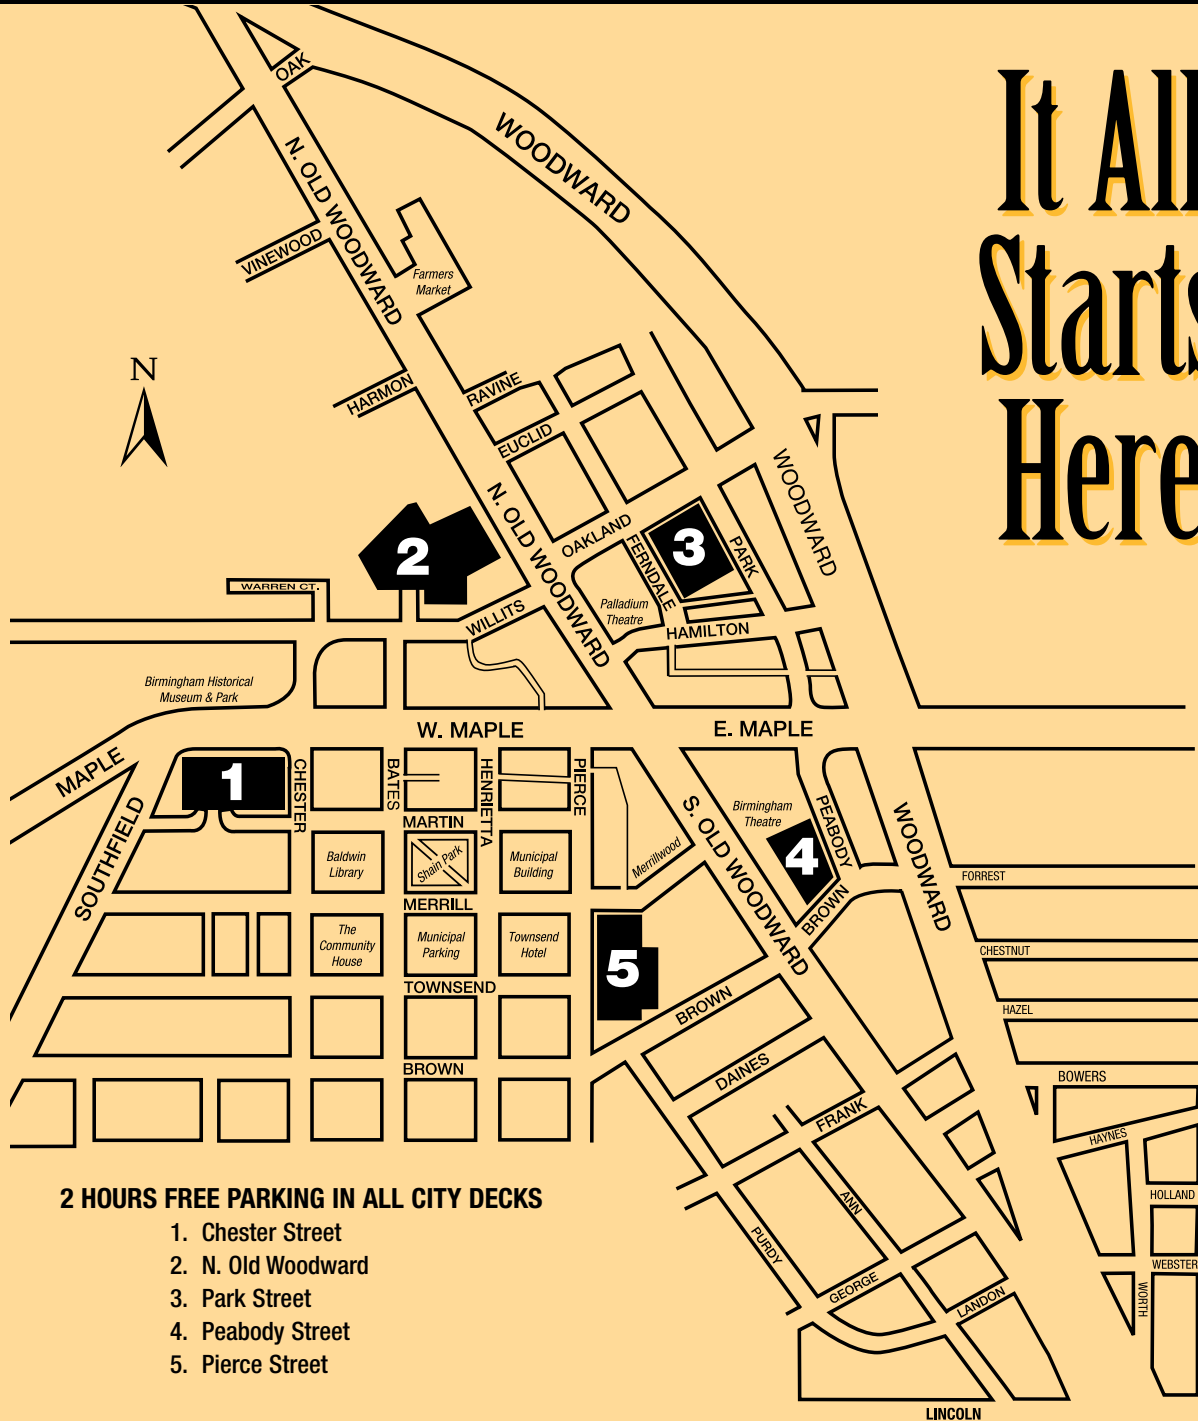 It All
Starts
Here
OAK
WOODWARD
N. OLD WOODWARD
VINEWOOD
Farmers
Market
N
HARMON
RAVINE
EUCLID
WOODWARD
N. OLD WOODWARD
OAKLAND
FERNDALE
3
PARK
2
WARREN CT.
WILLITS
Palladium
Theatre
HAMILTON
Birmingham Historical
Museum & Park
W. MAPLE
E. MAPLE
MAPLE
1
CHESTER
BATES
HENRIETTA
PIERCE
SOUTHFIELD
MARTIN
S. OLD WOODWARD
Birmingham
Theatre
PEABODY
WOODWARD
4
Baldwin
Library
Shain Park
Municipal
Building
Merrillwood
FORREST
MERRILL
BROWN
The
Community
House
Municipal
Parking
Townsend
Hotel
5
CHESTNUT
TOWNSEND
BROWN
HAZEL
BROWN
DAINES
BOWERS
FRANK
HAYNES
ANN
HOLLAND
PURDY
WEBSTER
GEORGE
LANDON
WORTH
LINCOLN
2 HOURS FREE PARKING IN ALL CITY DECKS
1. Chester Street
2. N. Old Woodward
3. Park Street
4. Peabody Street
5. Pierce Street